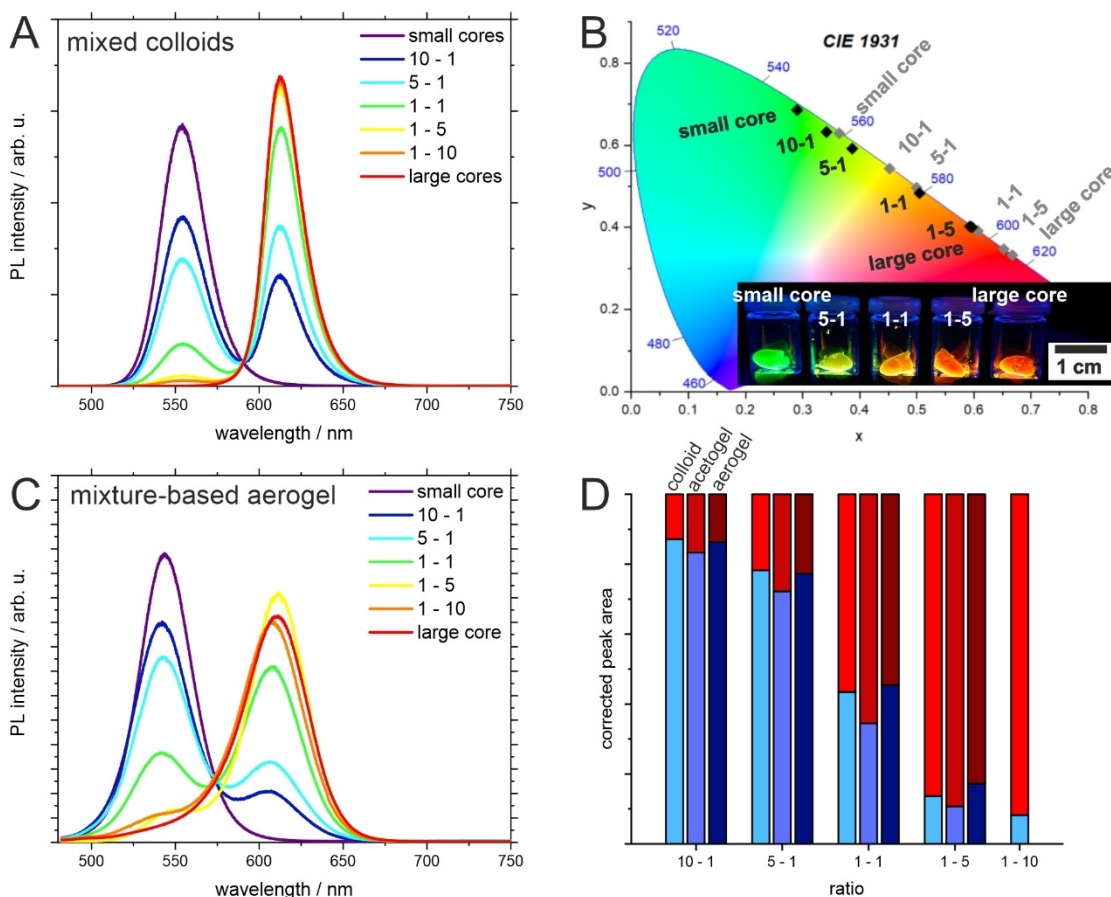 A
mixed colloids
small cores
10 - 1
5 - 1
1 - 1
1 - 5
1 - 10
large cores
PL intensity / arb. u.
500
550
600
650
700
750
wavelength / nm
B
CIE 1931
520
540
560
580
600
620
500
480
460
small core
10-1
5-1
1-1
1-5
large core
small core
10-1
5-1
1-1
1-5
large core
y
0.8
0.6
0.4
0.2
0.0
0.0
0.1
0.2
0.3
0.4
0.5
0.6
0.7
0.8
x
small core
5-1
1-1
1-5
large core
1 cm
C
mixture-based aerogel
small core
10 - 1
5 - 1
1 - 1
1 - 5
1 - 10
large core
PL intensity / arb. u.
500
550
600
650
700
750
wavelength / nm
D
colloid
acetogel
aerogel
corrected peak area
10 - 1
5 - 1
1 - 1
1 - 5
1 - 10
ratio